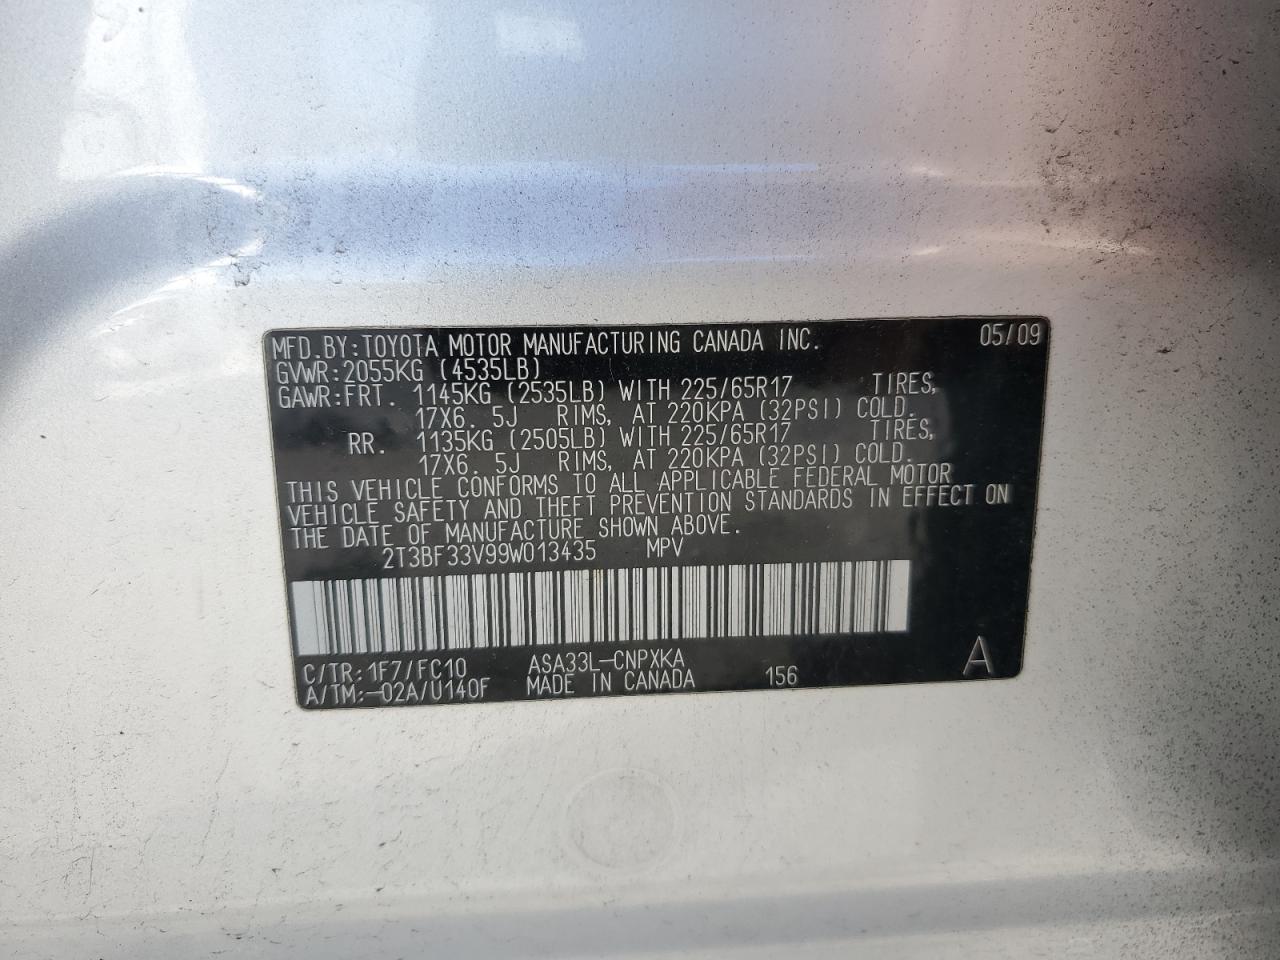 MFD.BY:TOYOTA MOTOR MANUFACTURING CANADA INC. 05/09
GVWR:2055KG (4535LB)
GAWR:FRT. 1145KG (2535LB) WITH 225/65R17 TIRES,
17X6. 5J RIMS, AT 220KPA (32PSI) COLD.
RR. 1135KG (2505LB) WITH 225/65R17 TIRES,
17X6. 5J RIMS, AT 220KPA (32PSI) COLD.
THIS VEHICLE CONFORMS TO ALL APPLICABLE FEDERAL MOTOR
VEHICLE SAFETY AND THEFT PREVENTION STANDARDS IN EFFECT ON
THE DATE OF MANUFACTURE SHOWN ABOVE.
2T3BF33V99W013435 MPV
C/TR:1F7/FC10 ASA33L-CNPXKA
A/TM:-02A/U140F MADE IN CANADA 156 A